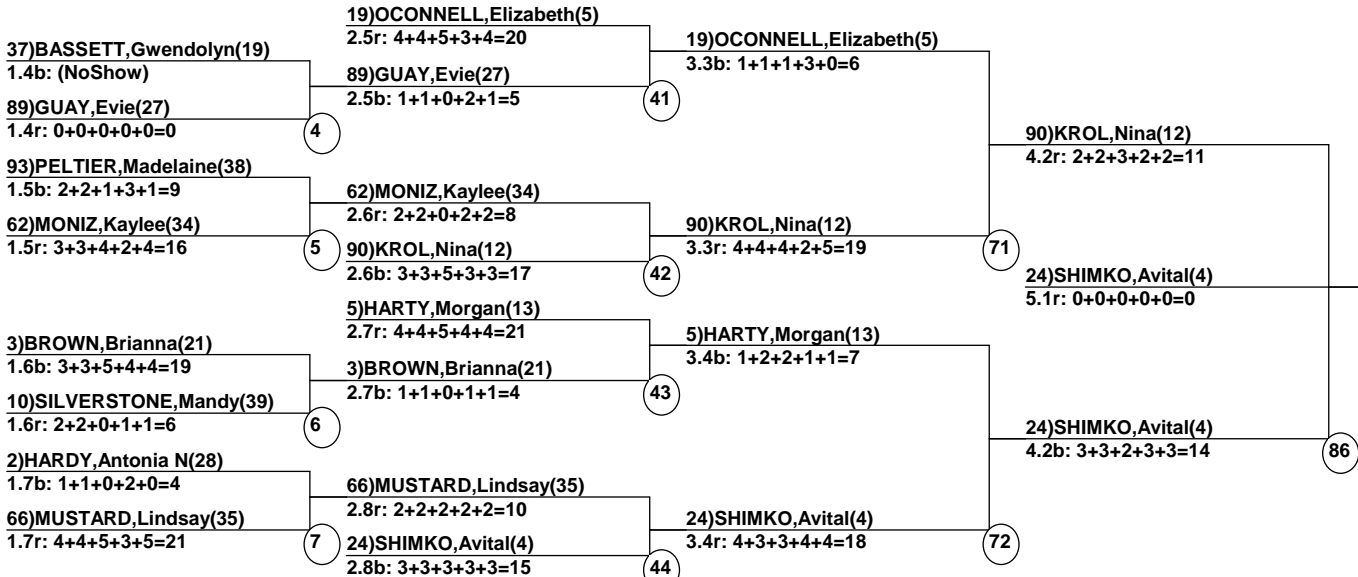 37)BASSETT,Gwendolyn(19)
1.4b: (NoShow)
89)GUAY,Evie(27)
1.4r: 0+0+0+0+0=0
4
93)PELTIER,Madelaine(38)
1.5b: 2+2+1+3+1=9
62)MONIZ,Kaylee(34)
1.5r: 3+3+4+2+4=16
5
3)BROWN,Brianna(21)
1.6b: 3+3+5+4+4=19
10)SILVERSTONE,Mandy(39)
1.6r: 2+2+0+1+1=6
6
2)HARDY,Antonia N(28)
1.7b: 1+1+0+2+0=4
66)MUSTARD,Lindsay(35)
1.7r: 4+4+5+3+5=21
7
19)OCONNELL,Elizabeth(5)
2.5r: 4+4+5+3+4=20
89)GUAY,Evie(27)
2.5b: 1+1+0+2+1=5
41
62)MONIZ,Kaylee(34)
2.6r: 2+2+0+2+2=8
90)KROL,Nina(12)
2.6b: 3+3+5+3+3=17
42
5)HARTY,Morgan(13)
2.7r: 4+4+5+4+4=21
3)BROWN,Brianna(21)
2.7b: 1+1+0+1+1=4
43
66)MUSTARD,Lindsay(35)
2.8r: 2+2+2+2+2=10
24)SHIMKO,Avital(4)
2.8b: 3+3+3+3+3=15
44
19)OCONNELL,Elizabeth(5)
3.3b: 1+1+1+3+0=6
90)KROL,Nina(12)
3.3r: 4+4+4+2+5=19
71
5)HARTY,Morgan(13)
3.4b: 1+2+2+1+1=7
24)SHIMKO,Avital(4)
3.4r: 4+3+3+4+4=18
72
90)KROL,Nina(12)
4.2r: 2+2+3+2+2=11
24)SHIMKO,Avital(4)
5.1r: 0+0+0+0+0=0
24)SHIMKO,Avital(4)
4.2b: 3+3+2+3+3=14
86